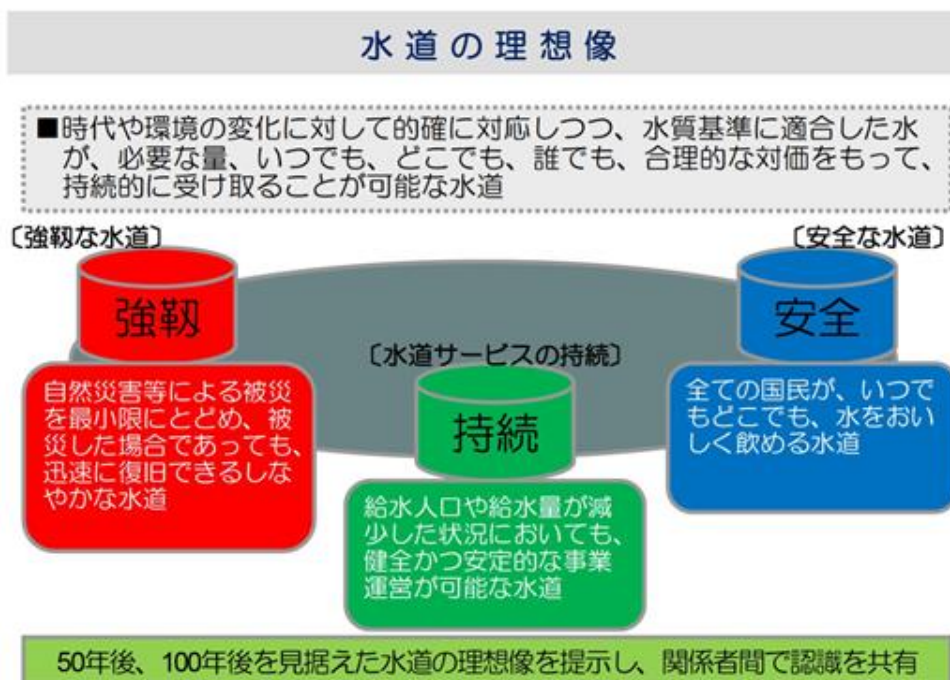 水道の理想像
■時代や環境の変化に対して的確に対応しつつ、水質基準に適合した水
が、必要な量、いつでも、どこでも、誰でも、合理的な対価をもって、
持続的に受け取ることが可能な水道
〔強靱な水道〕
〔安全な水道〕
強靱
安全
〔水道サービスの持続〕
自然災害等による被災
を最小限にとどめ、被
災した場合であっても、
迅速に復旧できるしな
やかな水道
全ての国民が、いつで
もどこでも、水をおい
しく飲める水道
持続
給水人口や給水量が減
少した状況においても、
健全かつ安定的な事業
運営が可能な水道
50年後、100年後を見据えた水道の理想像を提示し、関係者間で認識を共有